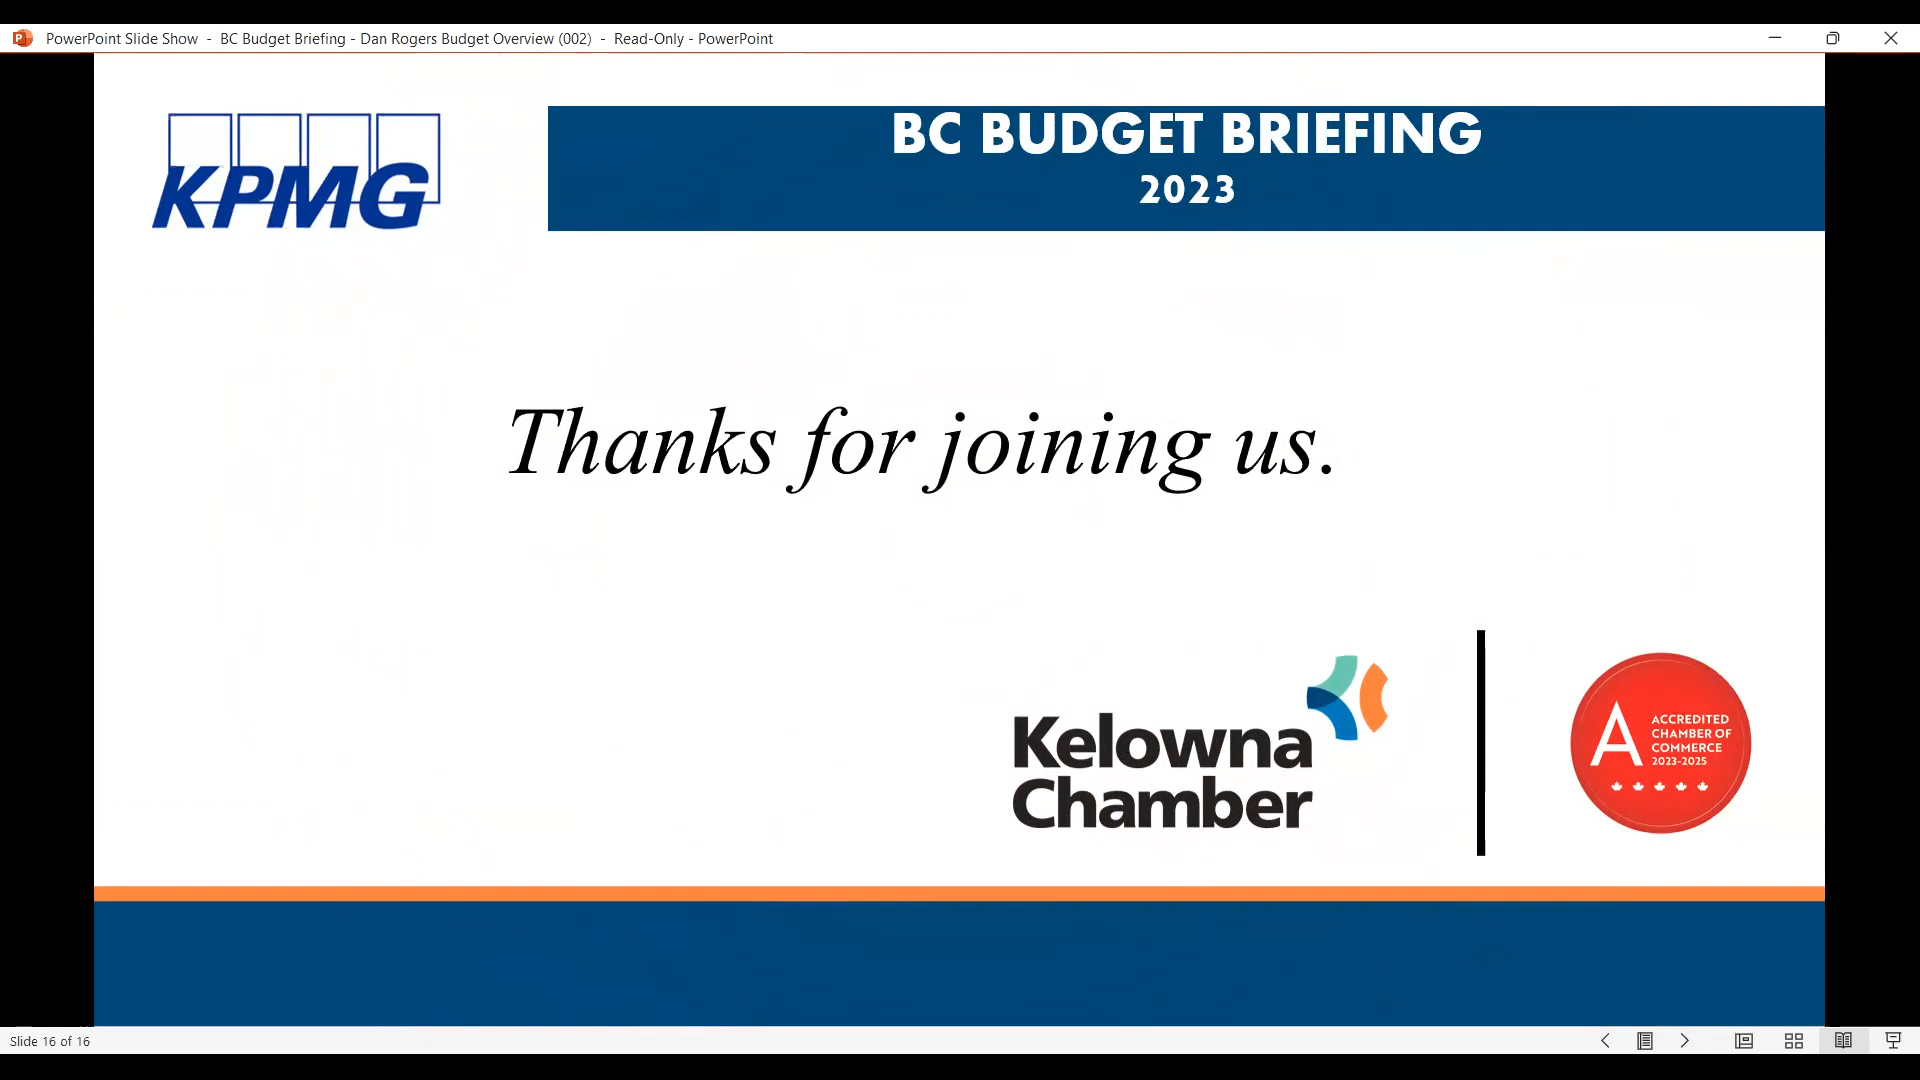 PowerPoint Slide Show - BC Budget Briefing - Dan Rogers Budget Overview (002) - Read-Only - PowerPoint
KPMG
BC BUDGET BRIEFING
2023
Thanks for joining us.
Kelowna
Chamber
A
ACCREDITED
CHAMBER OF
COMMERCE
2023-2025
Slide 16 of 16